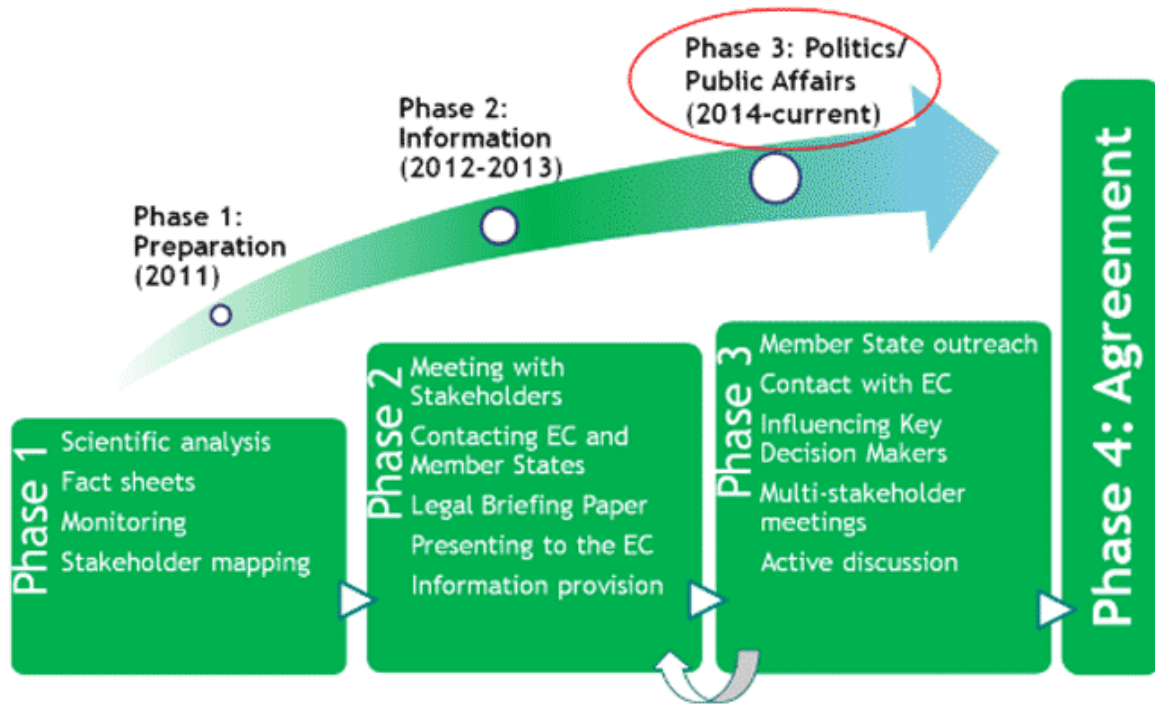 Phase 3: Politics/
Public Affairs
(2014-current)
Phase 2:
Information
(2012-2013)
Phase 1:
Preparation
(2011)
Phase 1
Scientific analysis
Fact sheets
Monitoring
Stakeholder mapping
Phase 2
Meeting with
Stakeholders
Contacting EC and
Member States
Legal Briefing Paper
Presenting to the EC
Information provision
Phase 3
Member State outreach
Contact with EC
Influencing Key
Decision Makers
Multi-stakeholder
meetings
Active discussion
Phase 4: Agreement